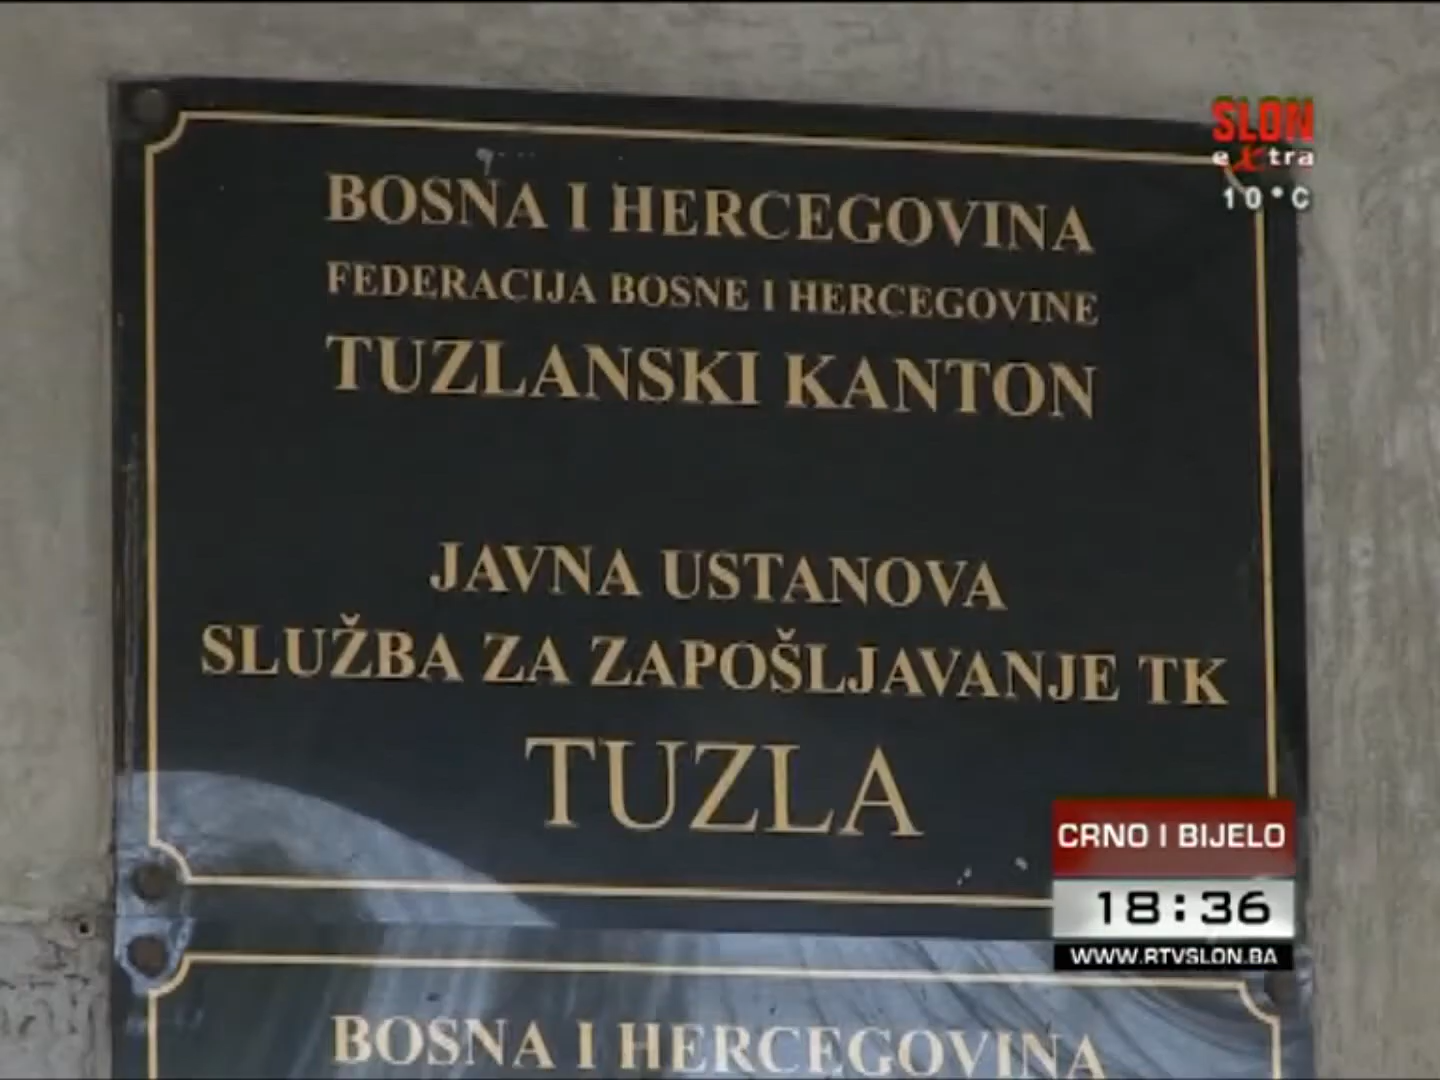 SLON
extra
10°C
BOSNA I HERCEGOVINA
FEDERACIJA BOSNE I HERCEGOVINE
TUZLANSKI KANTON
JAVNA USTANOVA
SLUŽBA ZA ZAPOŠLJAVANJE TK
TUZLA
CRNO I BIJELO
18:36
WWW.RTVSLON.BA
BOSNA I HERCEGOVINA